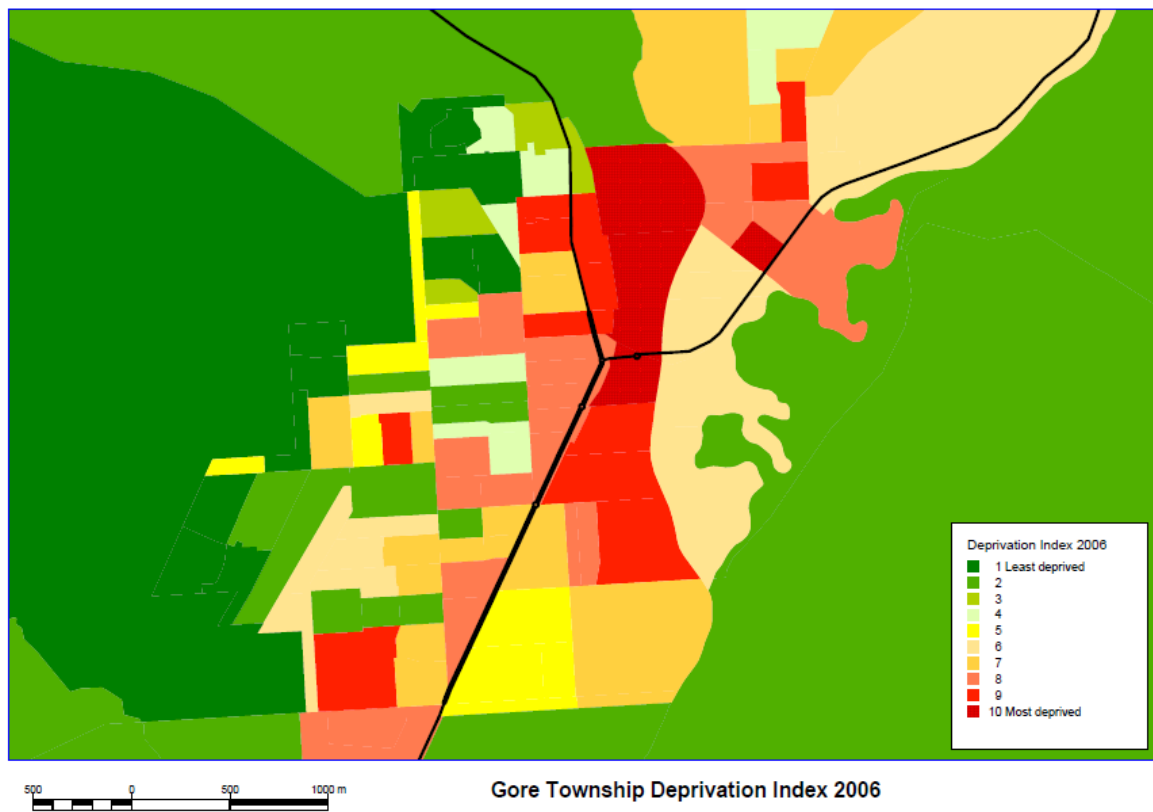 Deprivation Index 2006
1 Least deprived
2
3
4
5
6
7
8
9
10 Most deprived
500 0 500 1000 m
Gore Township Deprivation Index 2006